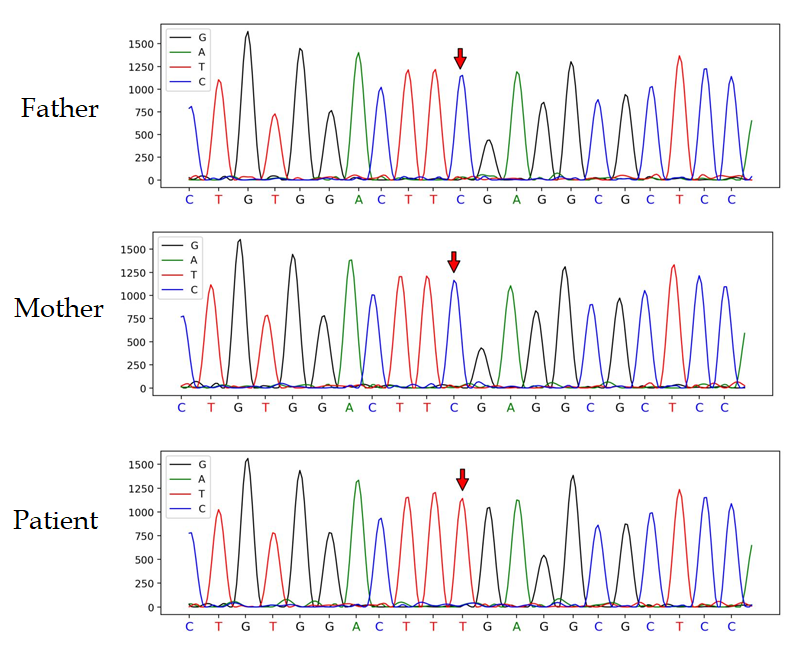 G
A
T
C
1500
1250
1000
750
500
250
0
Father
C T G T G G A C T T C G A G G C G C T C C
G
A
T
C
1500
1250
1000
750
500
250
0
Mother
C T G T G G A C T T C G A G G C G C T C C
G
A
T
C
1500
1250
1000
750
500
250
0
Patient
C T G T G G A C T T T G A G G C G C T C C